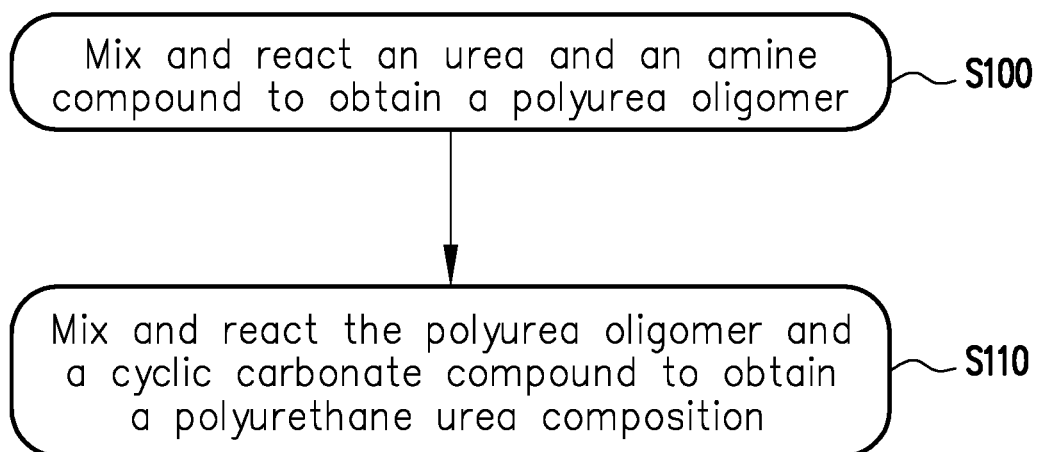 Mix and react an urea and an amine
compound to obtain a polyurea oligomer
S100
Mix and react the polyurea oligomer and
a cyclic carbonate compound to obtain
a polyurethane urea composition
S110